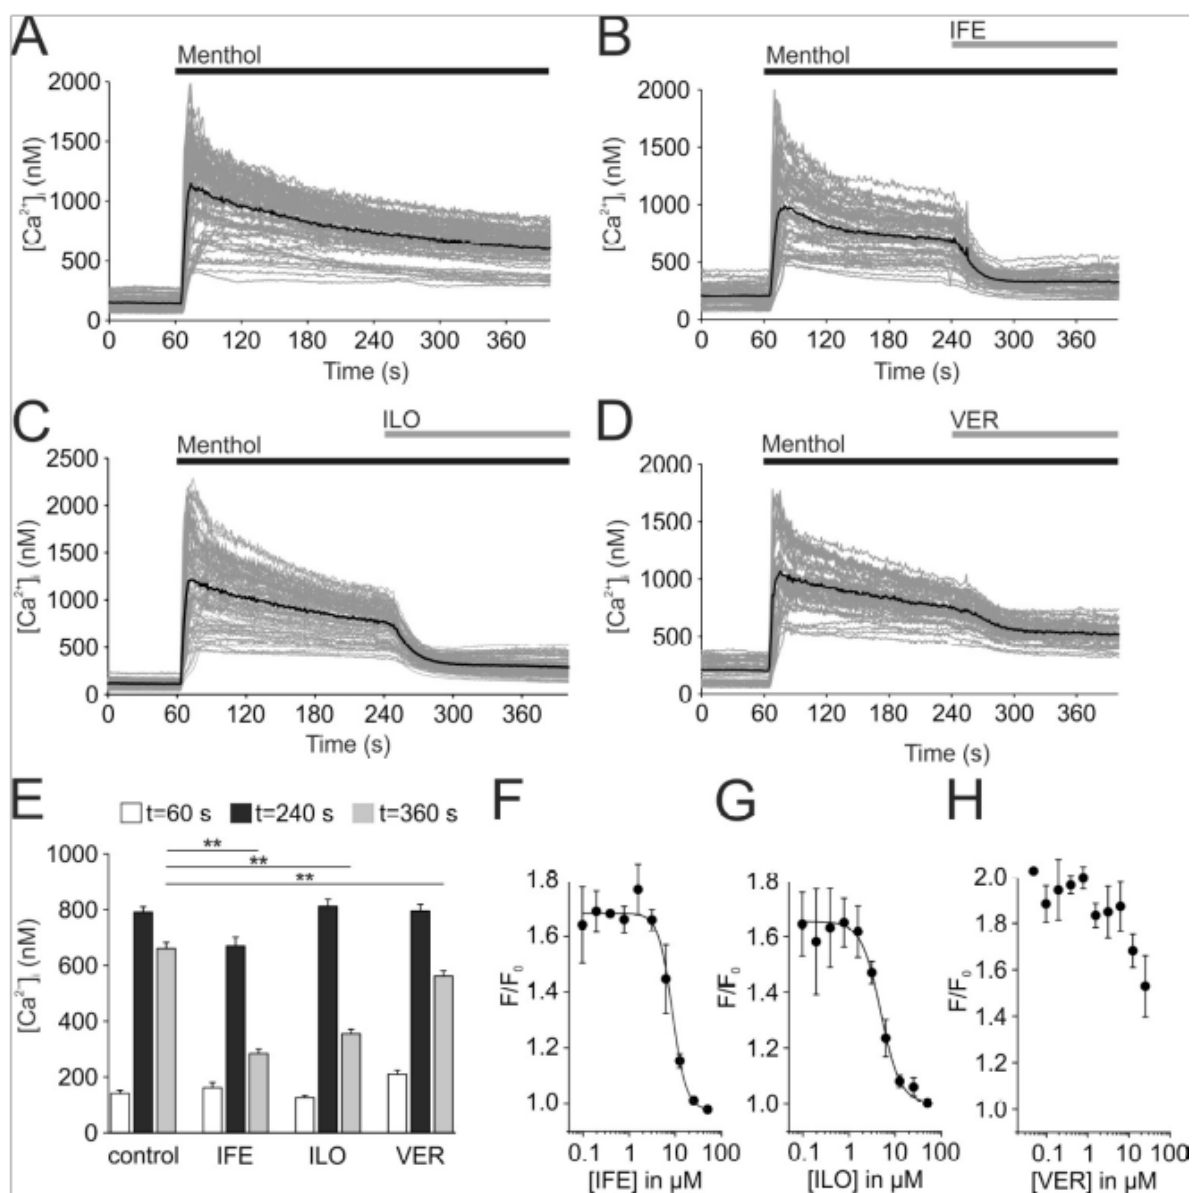 A
Menthol
2000
1500
1000
500
0
[Ca²⁺]ᵢ (nM)
0 60 120 180 240 300 360
Time (s)
B
IFE
Menthol
2000
1500
1000
500
0
[Ca²⁺]ᵢ (nM)
0 60 120 180 240 300 360
Time (s)
C
ILO
Menthol
2500
2000
1500
1000
500
0
[Ca²⁺]ᵢ (nM)
0 60 120 180 240 300 360
Time (s)
D
VER
Menthol
2000
1500
1000
500
0
[Ca²⁺]ᵢ (nM)
0 60 120 180 240 300 360
Time (s)
E
t=60 s t=240 s t=360 s
**
**
**
1000
800
600
400
200
0
[Ca²⁺]ᵢ (nM)
control IFE ILO VER
F
1.8
1.6
1.4
1.2
1.0
F/F₀
0.1 1 10 100
[IFE] in µM
G
1.8
1.6
1.4
1.2
1.0
F/F₀
0.1 1 10 100
[ILO] in µM
H
2.0
1.8
1.6
1.4
1.2
1.0
F/F₀
0.1 1 10 100
[VER] in µM